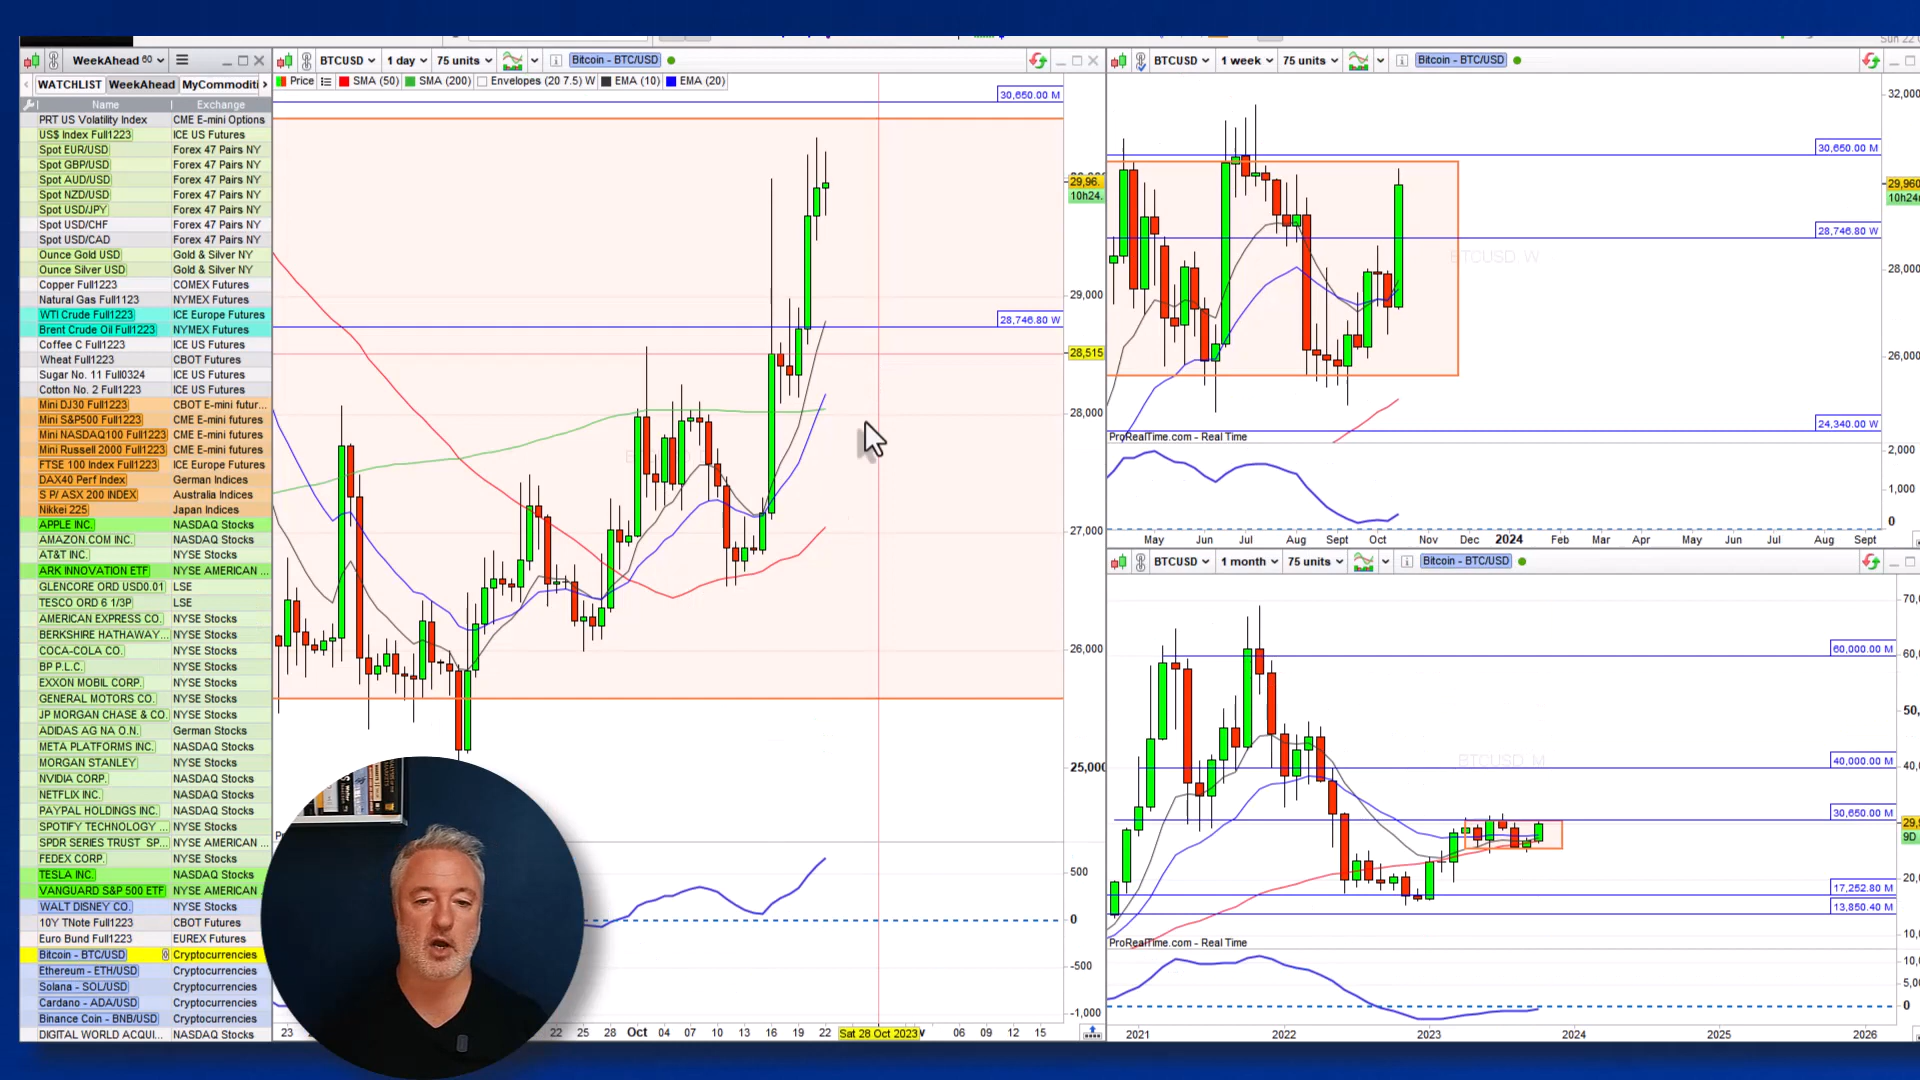 WeekAhead 60
WATCHLIST WeekAhead MyCommoditi
Name Exchange
PRT US Volatility Index CME E-mini Options
US$ Index Full1223 ICE US Futures
Spot EUR/USD Forex 47 Pairs NY
Spot GBP/USD Forex 47 Pairs NY
Spot AUD/USD Forex 47 Pairs NY
Spot NZD/USD Forex 47 Pairs NY
Spot USD/JPY Forex 47 Pairs NY
Spot USD/CHF Forex 47 Pairs NY
Spot USD/CAD Forex 47 Pairs NY
Ounce Gold USD Gold & Silver NY
Ounce Silver USD Gold & Silver NY
Copper Full1223 COMEX Futures
Natural Gas Full1123 NYMEX Futures
WTI Crude Full1223 ICE Europe Futures
Brent Crude Oil Full1223 NYMEX Futures
Coffee C Full1223 ICE US Futures
Wheat Full1223 CBOT Futures
Sugar No. 11 Full0324 ICE US Futures
Cotton No. 2 Full1223 ICE US Futures
Mini DJ30 Full1223 CBOT E-mini futur...
Mini S&P500 Full1223 CME E-mini futures
Mini NASDAQ100 Full1223 CME E-mini futures
Mini Russell 2000 Full1223 CME E-mini futures
FTSE 100 Index Full1223 ICE Europe Futures
DAX40 Perf Index German Indices
S P/ ASX 200 INDEX Australia Indices
Nikkei 225 Japan Indices
APPLE INC. NASDAQ Stocks
AMAZON.COM INC. NASDAQ Stocks
AT&T INC. NYSE Stocks
ARK INNOVATION ETF NYSE AMERICAN ...
GLENCORE ORD USD0.01 LSE
TESCO ORD 6 1/3P LSE
AMERICAN EXPRESS CO. NYSE Stocks
BERKSHIRE HATHAWAY... NYSE Stocks
COCA-COLA CO. NYSE Stocks
BP P.L.C. NYSE Stocks
EXXON MOBIL CORP. NYSE Stocks
GENERAL MOTORS CO. NYSE Stocks
JP MORGAN CHASE & CO. NYSE Stocks
ADIDAS AG NA O.N. German Stocks
META PLATFORMS INC. NASDAQ Stocks
MORGAN STANLEY NYSE Stocks
NVIDIA CORP. NASDAQ Stocks
NETFLIX INC. NASDAQ Stocks
PAYPAL HOLDINGS INC. NASDAQ Stocks
SPOTIFY TECHNOLOGY ... NYSE Stocks
SPDR SERIES TRUST SP... NYSE AMERICAN ...
FEDEX CORP. NYSE Stocks
TESLA INC. NASDAQ Stocks
VANGUARD S&P 500 ETF NYSE AMERICAN ...
WALT DISNEY CO. NYSE Stocks
10Y TNote Full1223 CBOT Futures
Euro Bund Full1223 EUREX Futures
Bitcoin - BTC/USD Cryptocurrencies
Ethereum - ETH/USD Cryptocurrencies
Solana - SOL/USD Cryptocurrencies
Cardano - ADA/USD Cryptocurrencies
Binance Coin - BNB/USD Cryptocurrencies
DIGITAL WORLD ACQUI... NASDAQ Stocks
BTCUSD 1 day 75 units Bitcoin - BTC/USD
Price SMA (50) SMA (200) Envelopes (20 7.5) W EMA (10) EMA (20)
30,650.00 M
29,96.
10h24.
29,000
28,746.80 W
28,515
28,000
27,000
26,000
25,000
500
0
-500
-1,000
23 22 25 28 Oct 04 07 10 13 16 19 22 Sat 28 Oct 2023 06 09 12 15
BTCUSD 1 week 75 units Bitcoin - BTC/USD
32,000
30,650.00 M
29,960
10h24m
28,746.80 W
BTCUSD W
28,000
26,000
24,340.00 W
ProRealTime.com - Real Time
2,000
1,000
0
May Jun Jul Aug Sept Oct Nov Dec 2024 Feb Mar Apr May Jun Jul Aug Sept
BTCUSD 1 month 75 units Bitcoin - BTC/USD
70,
60,000.00 M
60,
50,
BTCUSD M
40,000.00 M
40,
30,650.00 M
29,9
9D
20,
17,252.80 M
13,850.40 M
10,
ProRealTime.com - Real Time
10,
5,00
0
2021 2022 2023 2024 2025 2026